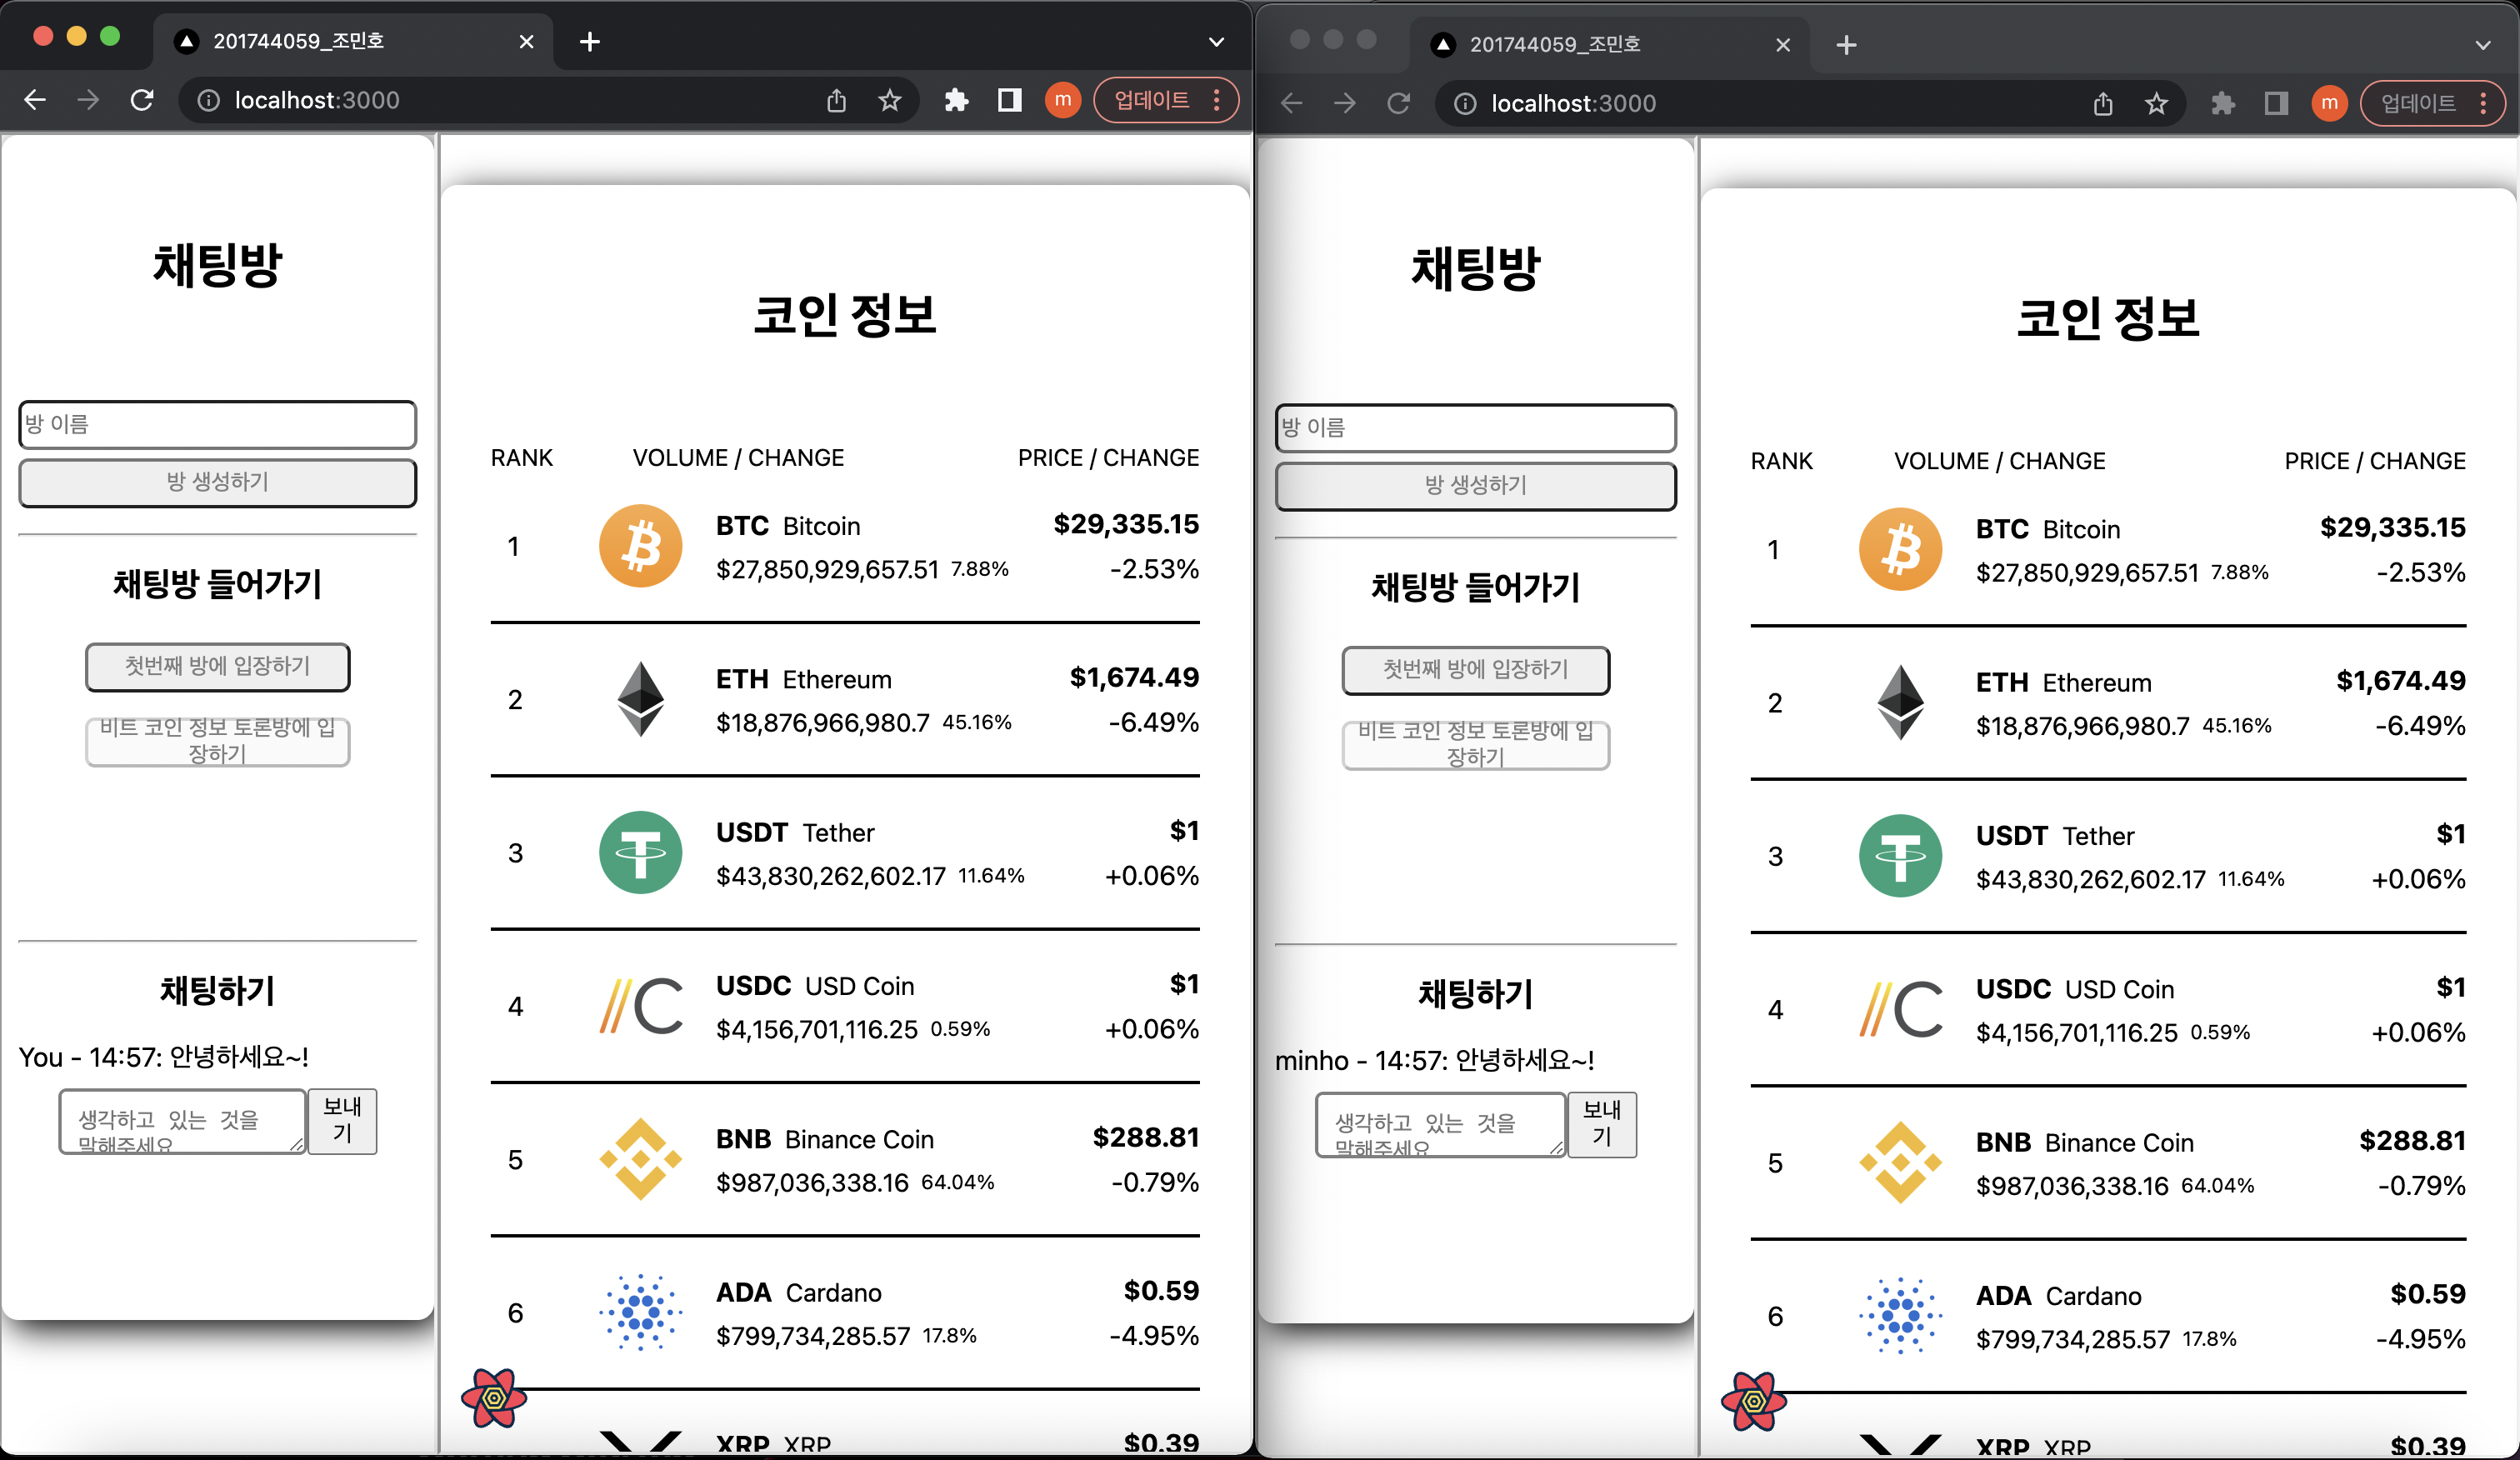 201744059_조민호
localhost:3000
m
업데이트
채팅방
방 이름
방 생성하기
채팅방 들어가기
첫번째 방에 입장하기
비트 코인 정보 토론방에 입
장하기
채팅하기
You - 14:57: 안녕하세요~!
생각하고 있는 것을
말해주세요
보내
기
코인 정보
RANK VOLUME / CHANGE PRICE / CHANGE
1 BTC Bitcoin $29,335.15
$27,850,929,657.51 7.88% -2.53%
2 ETH Ethereum $1,674.49
$18,876,966,980.7 45.16% -6.49%
3 USDT Tether $1
$43,830,262,602.17 11.64% +0.06%
4 USDC USD Coin $1
$4,156,701,116.25 0.59% +0.06%
5 BNB Binance Coin $288.81
$987,036,338.16 64.04% -0.79%
6 ADA Cardano $0.59
$799,734,285.57 17.8% -4.95%
XRP XRP $0.39
201744059_조민호
localhost:3000
m
업데이트
채팅방
방 이름
방 생성하기
채팅방 들어가기
첫번째 방에 입장하기
비트 코인 정보 토론방에 입
장하기
채팅하기
minho - 14:57: 안녕하세요~!
생각하고 있는 것을
말해주세요
보내
기
코인 정보
RANK VOLUME / CHANGE PRICE / CHANGE
1 BTC Bitcoin $29,335.15
$27,850,929,657.51 7.88% -2.53%
2 ETH Ethereum $1,674.49
$18,876,966,980.7 45.16% -6.49%
3 USDT Tether $1
$43,830,262,602.17 11.64% +0.06%
4 USDC USD Coin $1
$4,156,701,116.25 0.59% +0.06%
5 BNB Binance Coin $288.81
$987,036,338.16 64.04% -0.79%
6 ADA Cardano $0.59
$799,734,285.57 17.8% -4.95%
XRP XRP $0.39